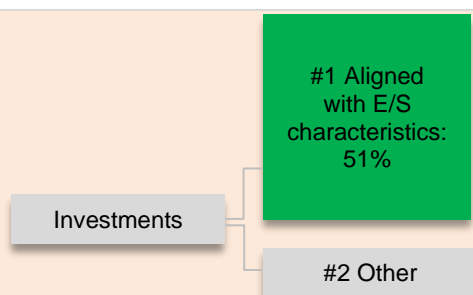 #1 Aligned
with E/S
characteristics:
51%
Investments
#2 Other